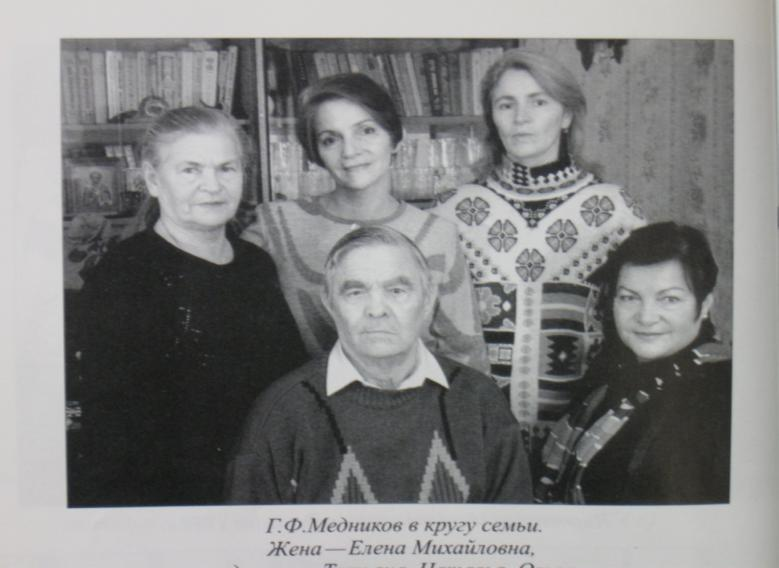 Г.Ф.Медников в кругу семьи.
Жена — Елена Михайловна,